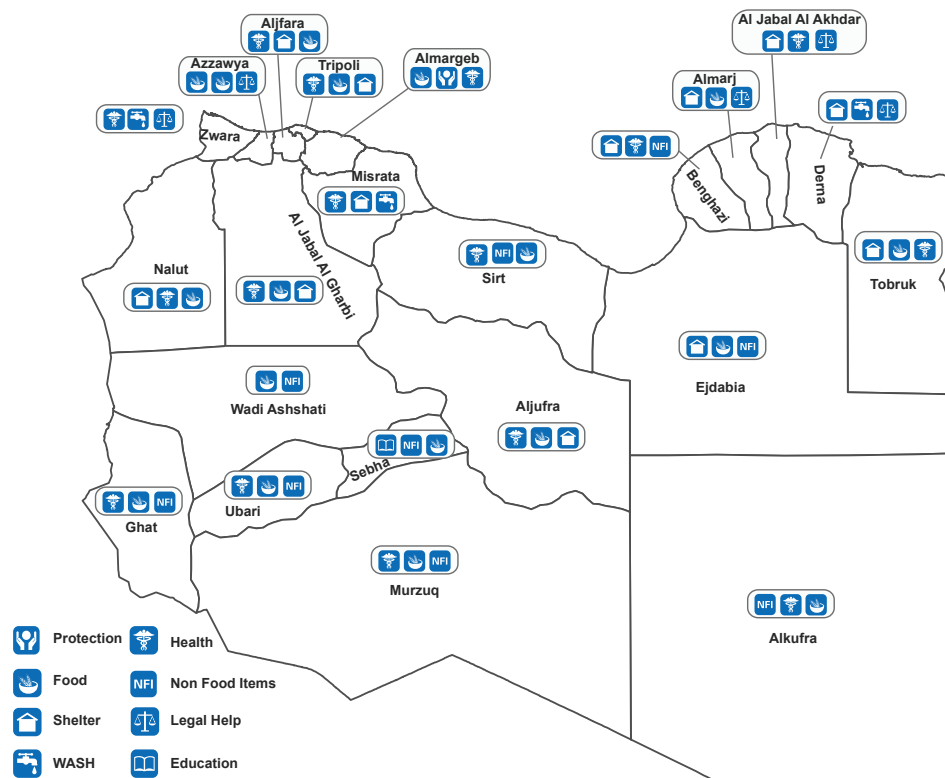 Aljfara
Al Jabal Al Akhdar
Azzawya
Tripoli
Almargeb
Almarj
Zwara
NFI
Misrata
Benghazi
Derna
Al Jabal Al Gharbi
NFI
Sirt
Nalut
Tobruk
NFI
Ejdabia
NFI
Wadi Ashshati
Aljufra
NFI
Sebha
NFI
Ubari
NFI
Ghat
NFI
Murzuq
NFI
Alkufra
Protection
Health
Food
NFI Non Food Items
Shelter
Legal Help
WASH
Education